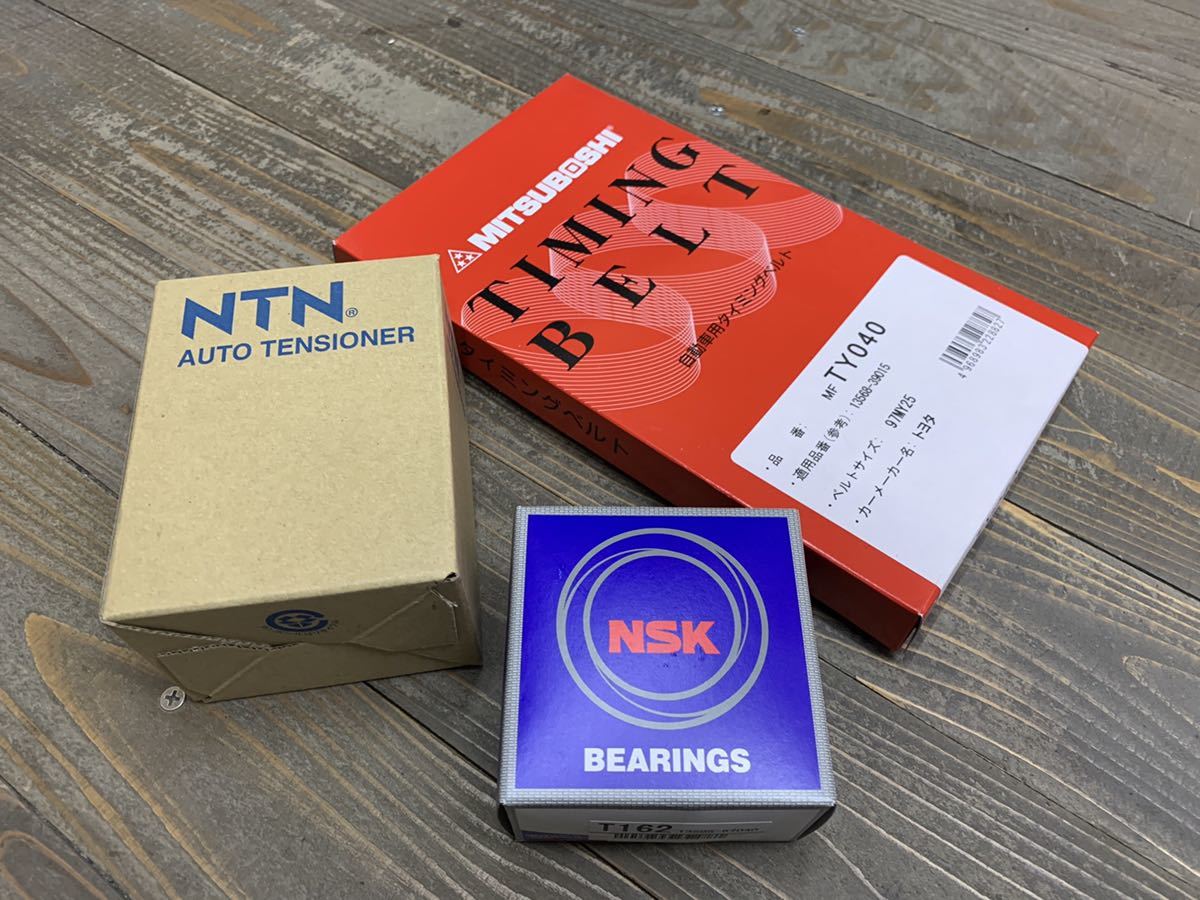 NTN®
AUTO TENSIONER
MITSUBOSHI®
TIMING
BELT
自動車用タイミングベルト
タイミングベルト
・品 番: MF TY040
・適用品番(参考): 13568-39015
・ベルトサイズ: 97MY25
・カーメーカー名: トヨタ
4 968983 228827
NSK
BEARINGS
T162